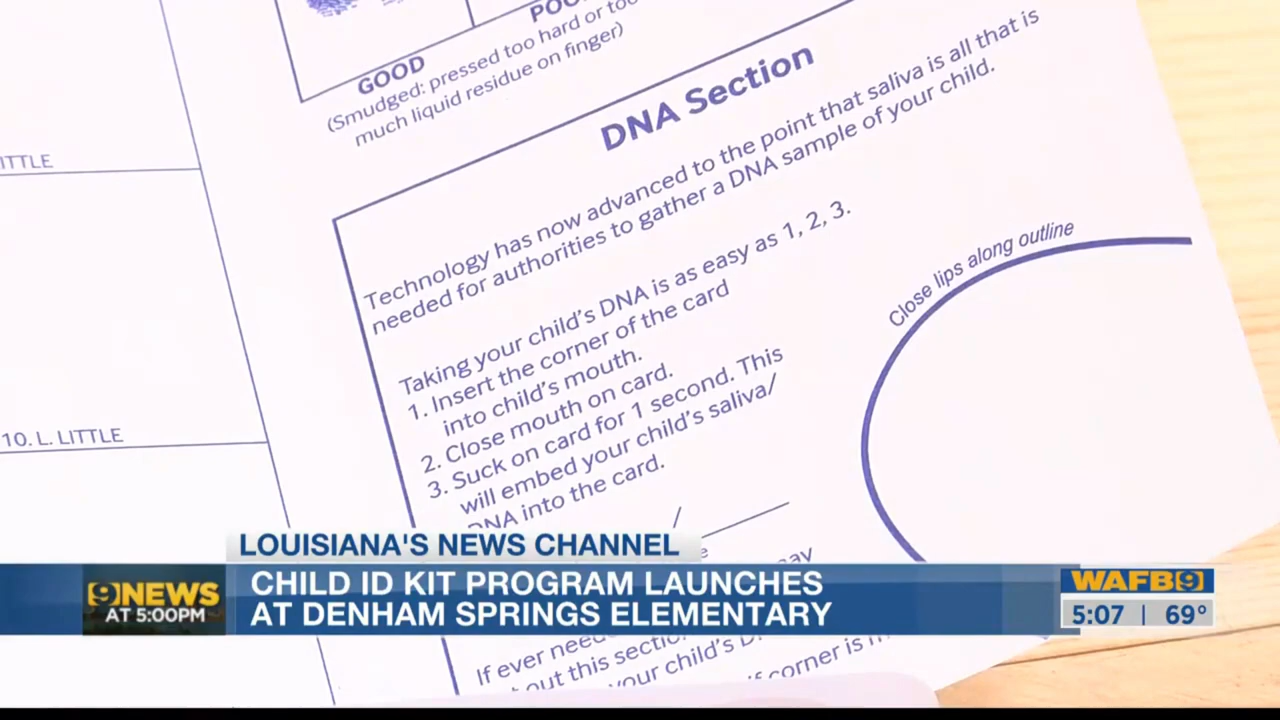 POO
GOOD
(Smudged: pressed too hard or too
much liquid residue on finger)
DNA Section
Technology has now advanced to the point that saliva is all that is
needed for authorities to gather a DNA sample of your child.
Taking your child's DNA is as easy as 1, 2, 3.
1. Insert the corner of the card
into child's mouth.
2. Close mouth on card.
3. Suck on card for 1 second. This
will embed your child's saliva/
DNA into the card.
/
Close lips along outline
ITTLE
10. L. LITTLE
If ever
out this
your child's
if corner is
LOUISIANA'S NEWS CHANNEL
9NEWS
AT 5:00PM
CHILD ID KIT PROGRAM LAUNCHES
AT DENHAM SPRINGS ELEMENTARY
WAFB9
5:07 | 69°